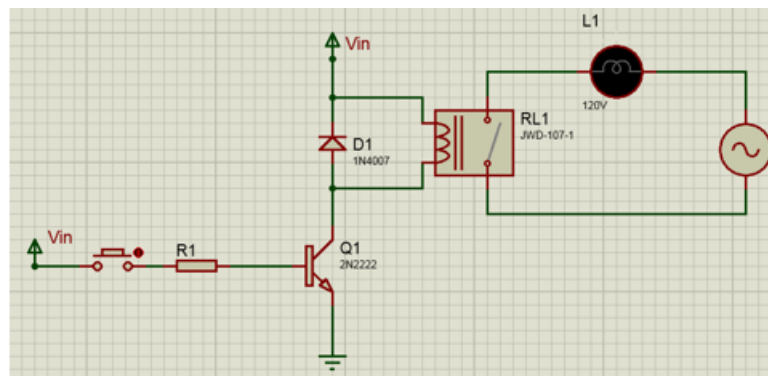 L1
Vin
120V
RL1
JWD-107-1
D1
1N4007
Vin
R1
Q1
2N2222